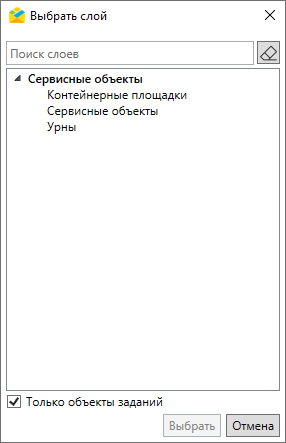 Выбрать слой
Поиск слоев
Сервисные объекты
Контейнерные площадки
Сервисные объекты
Урны
Только объекты заданий
Выбрать
Отмена